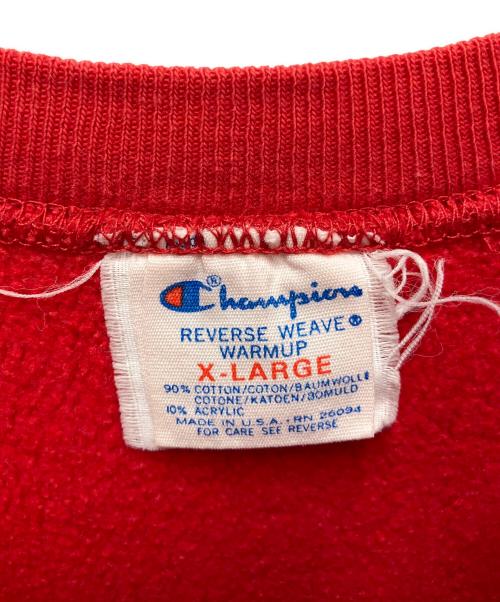 Champion®
REVERSE WEAVE®
WARMUP
X-LARGE
90% COTTON/COTON/BAUMWOLLE
COTONE/KATOEN/BOMULD
10% ACRYLIC
MADE IN U.S.A. · RN 26094
FOR CARE SEE REVERSE